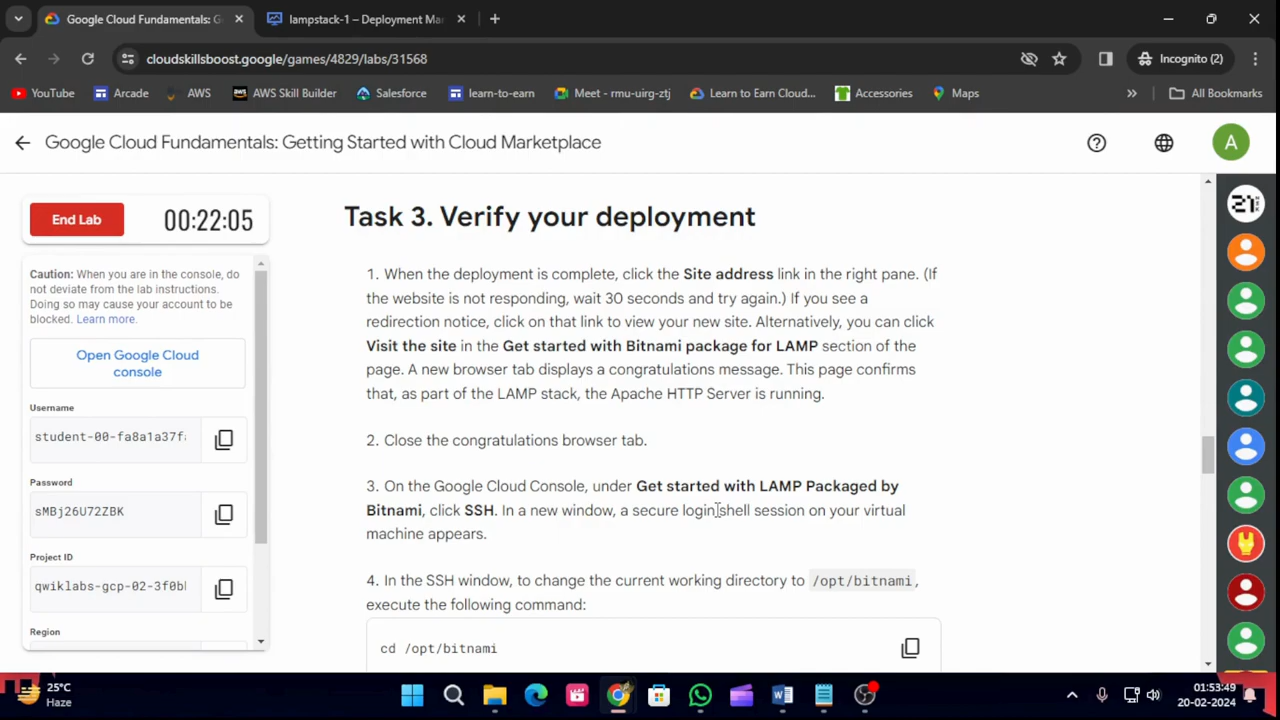 Google Cloud Fundamentals: G
lampstack-1 – Deployment Ma
cloudskillsboost.google/games/4829/labs/31568
Incognito (2)
YouTube
Arcade
AWS
AWS Skill Builder
Salesforce
learn-to-earn
Meet - rmu-uirg-ztj
Learn to Earn Cloud...
Accessories
Maps
All Bookmarks
Google Cloud Fundamentals: Getting Started with Cloud Marketplace
A
End Lab
00:22:05
Caution: When you are in the console, do
not deviate from the lab instructions.
Doing so may cause your account to be
blocked. Learn more.
Open Google Cloud
console
Username
student-00-fa8a1a37f
Password
sMBj26U72ZBK
Project ID
qwiklabs-gcp-02-3f0b
Region
Task 3. Verify your deployment
1. When the deployment is complete, click the Site address link in the right pane. (If
the website is not responding, wait 30 seconds and try again.) If you see a
redirection notice, click on that link to view your new site. Alternatively, you can click
Visit the site in the Get started with Bitnami package for LAMP section of the
page. A new browser tab displays a congratulations message. This page confirms
that, as part of the LAMP stack, the Apache HTTP Server is running.
2. Close the congratulations browser tab.
3. On the Google Cloud Console, under Get started with LAMP Packaged by
Bitnami, click SSH. In a new window, a secure login shell session on your virtual
machine appears.
4. In the SSH window, to change the current working directory to /opt/bitnami,
execute the following command:
cd /opt/bitnami
25°C
Haze
01:53:49
20-02-2024